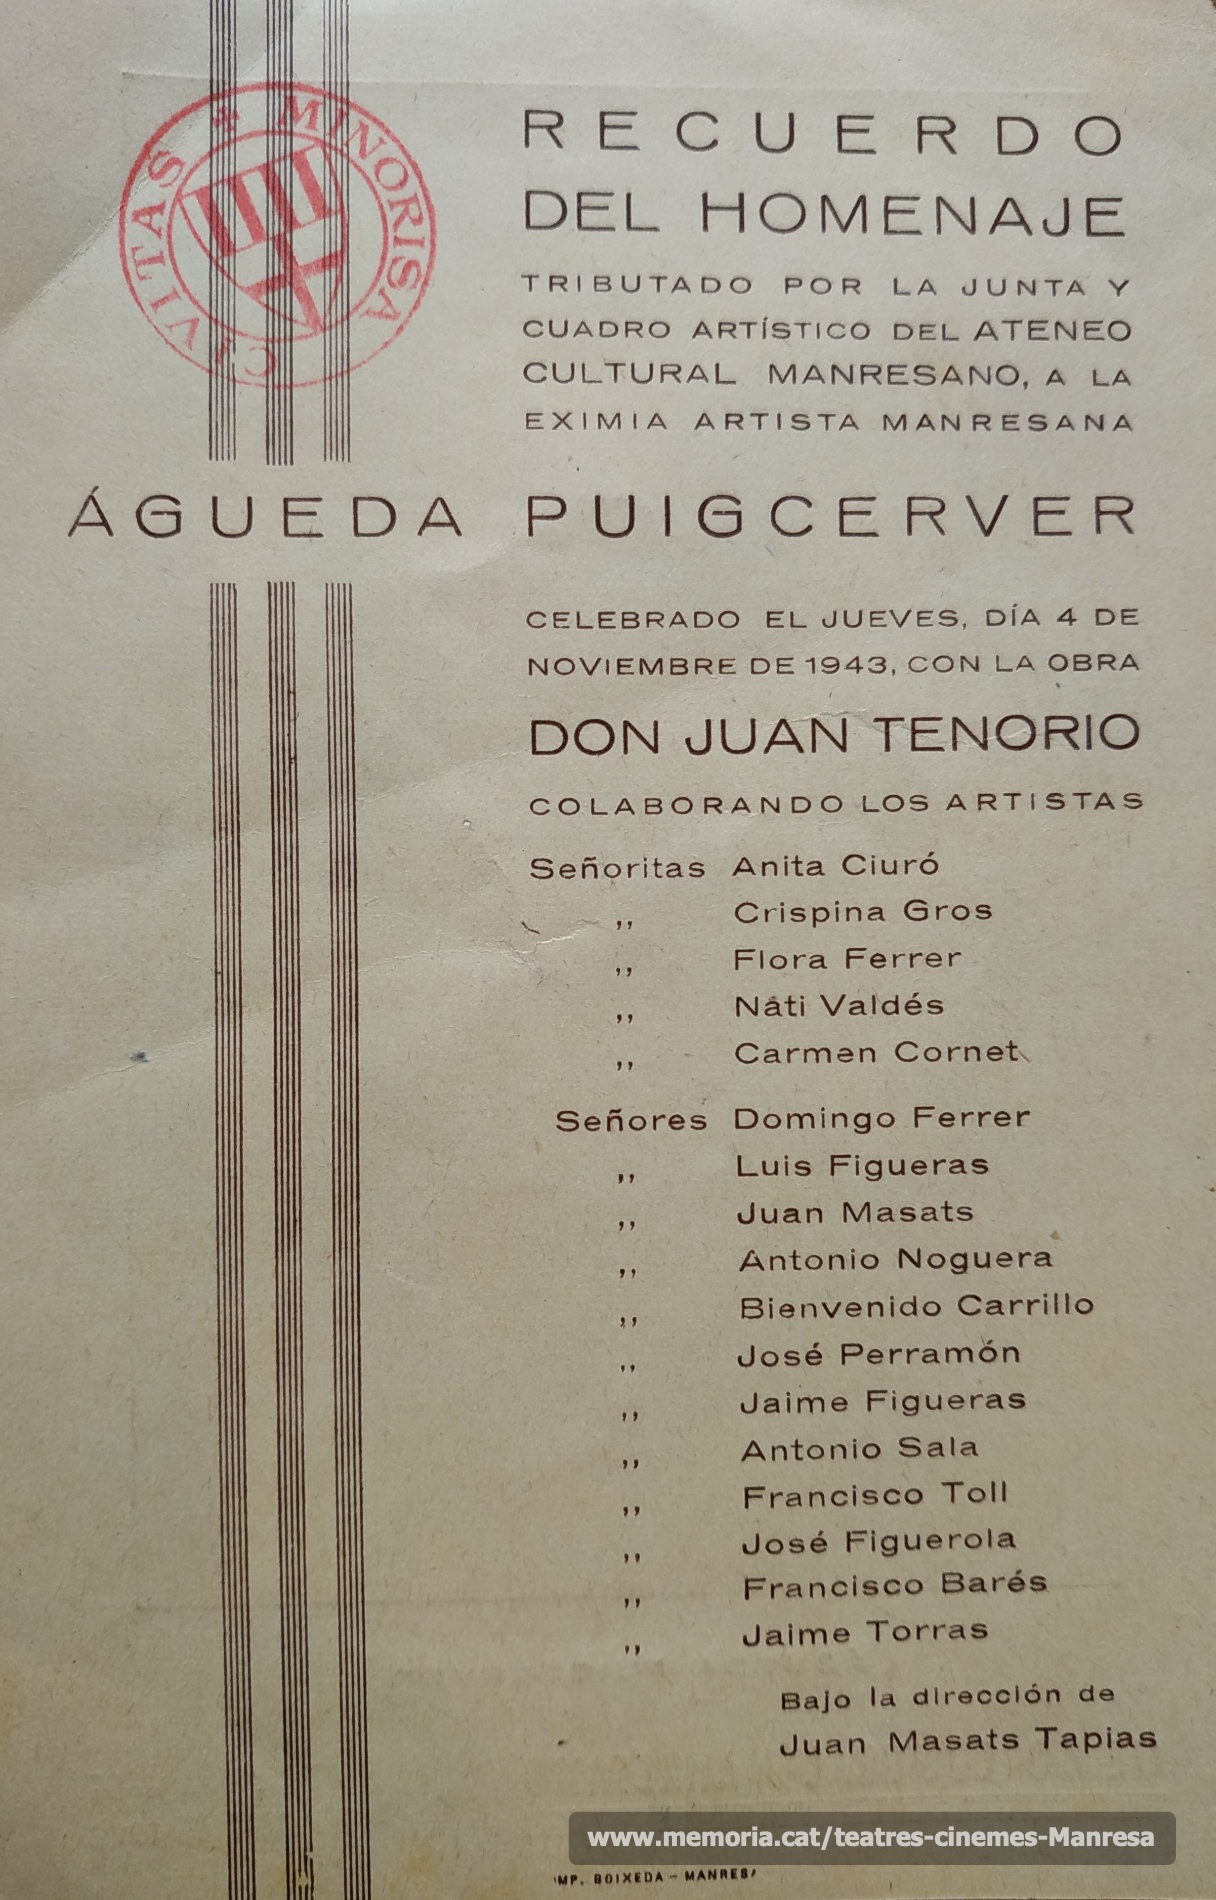 CIVITAS * MINORISA
RECUERDO
DEL HOMENAJE
TRIBUTADO POR LA JUNTA Y
CUADRO ARTÍSTICO DEL ATENEO
CULTURAL MANRESANO, A LA
EXIMIA ARTISTA MANRESANA
ÁGUEDA PUIGCERVER
CELEBRADO EL JUEVES, DÍA 4 DE
NOVIEMBRE DE 1943, CON LA OBRA
DON JUAN TENORIO
COLABORANDO LOS ARTISTAS
Señoritas Anita Ciuró
,, Crispina Gros
,, Flora Ferrer
,, Náti Valdés
,, Carmen Cornet
Señores Domingo Ferrer
,, Luis Figueras
,, Juan Masats
,, Antonio Noguera
,, Bienvenido Carrillo
,, José Perramón
,, Jaime Figueras
,, Antonio Sala
,, Francisco Toll
,, José Figuerola
,, Francisco Barés
,, Jaime Torras
Bajo la dirección de
Juan Masats Tapias
www.memoria.cat/teatres-cinemes-Manresa
IMP. BOIXEDA - MANRESA